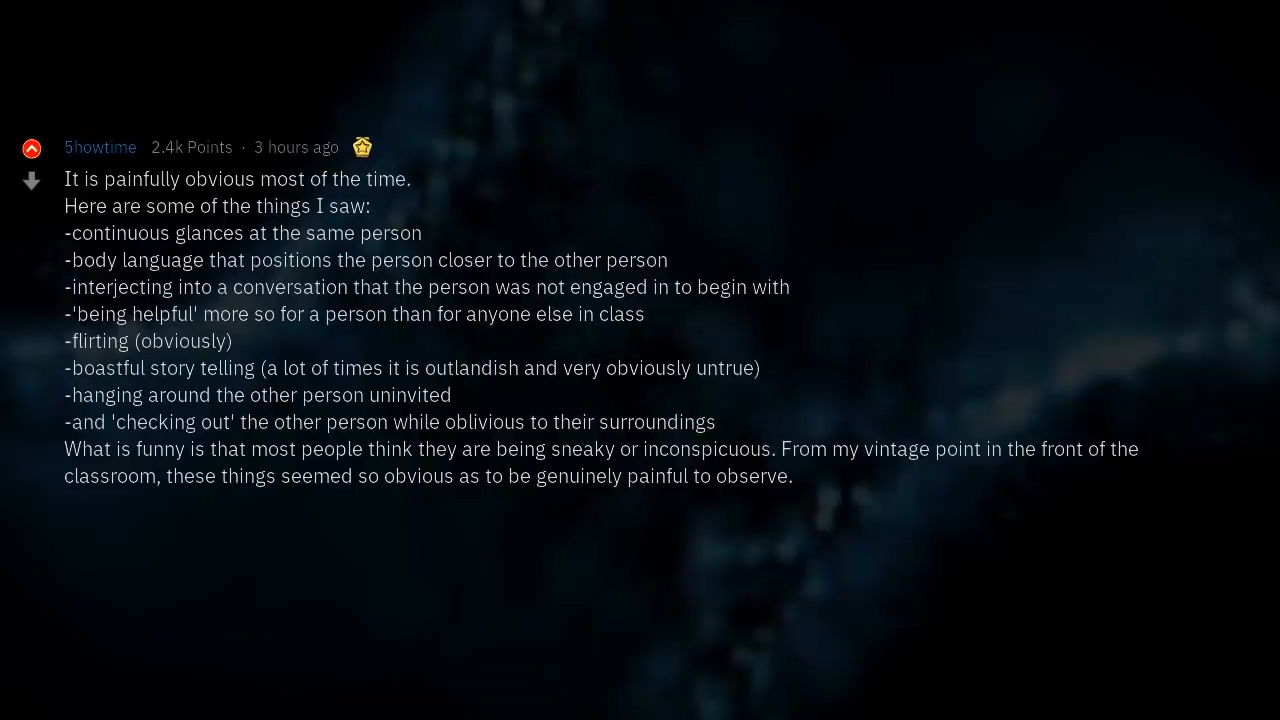 5howtime 2.4k Points · 3 hours ago
It is painfully obvious most of the time.
Here are some of the things I saw:
-continuous glances at the same person
-body language that positions the person closer to the other person
-interjecting into a conversation that the person was not engaged in to begin with
-'being helpful' more so for a person than for anyone else in class
-flirting (obviously)
-boastful story telling (a lot of times it is outlandish and very obviously untrue)
-hanging around the other person uninvited
-and 'checking out' the other person while oblivious to their surroundings
What is funny is that most people think they are being sneaky or inconspicuous. From my vintage point in the front of the
classroom, these things seemed so obvious as to be genuinely painful to observe.